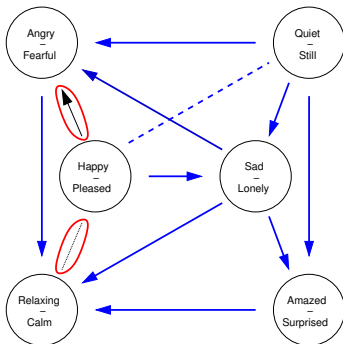 Angry
–
Fearful
Quiet
–
Still
Happy
–
Pleased
Sad
–
Lonely
Relaxing
–
Calm
Amazed
–
Surprised